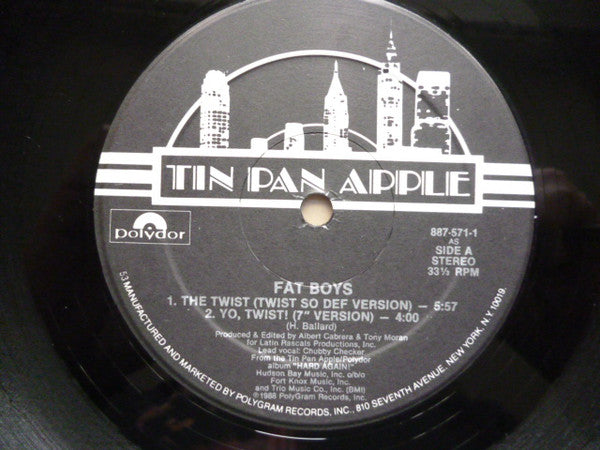 TIN PAN APPLE
polydor
887-571-1
AS
SIDE A
STEREO
33⅓ RPM
FAT BOYS
1. THE TWIST (TWIST SO DEF VERSION) — 5:57
2. YO, TWIST! (7" VERSION) — 4:00
(H. Ballard)
Produced & Edited by Albert Cabrera & Tony Moran
for Latin Rascals Productions, Inc.
Lead vocal: Chubby Checker
From the Tin Pan Apple/Polydor
album "HARD AGAIN!"
Hudson Bay Music, Inc. o/b/o
Fort Knox Music, Inc.
and Trio Music Co., Inc. (BMI)
℗1988 PolyGram Records, Inc.
53 MANUFACTURED AND MARKETED BY POLYGRAM RECORDS, INC., 810 SEVENTH AVENUE, NEW YORK, N.Y. 10019.